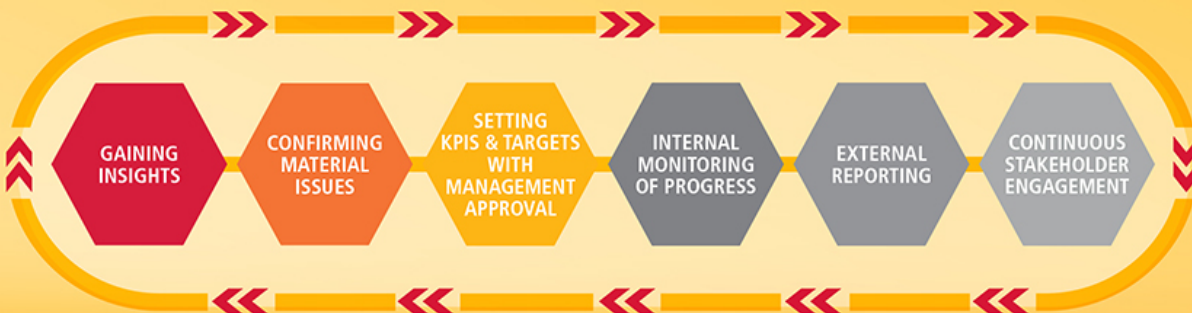 GAINING
INSIGHTS
CONFIRMING
MATERIAL
ISSUES
SETTING
KPIS & TARGETS
WITH
MANAGEMENT
APPROVAL
INTERNAL
MONITORING
OF PROGRESS
EXTERNAL
REPORTING
CONTINUOUS
STAKEHOLDER
ENGAGEMENT